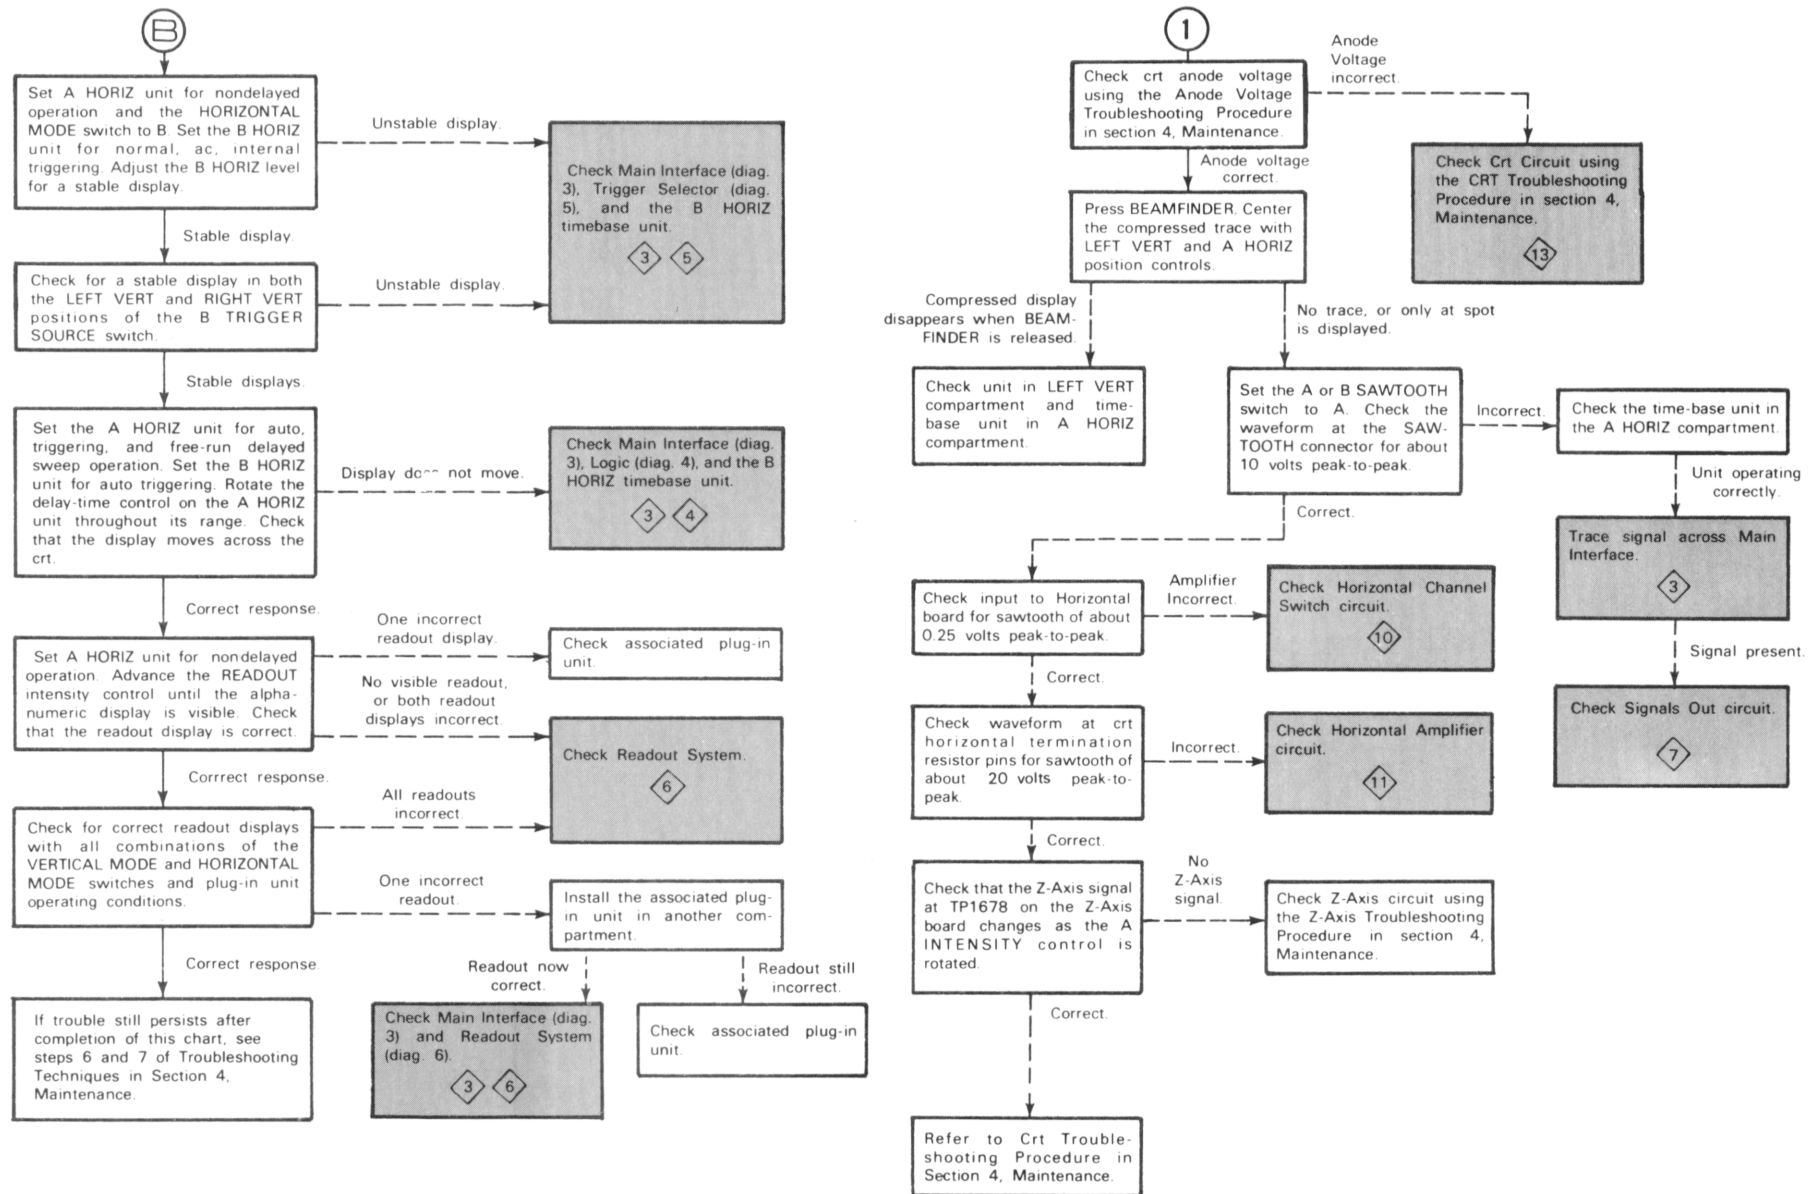 B
Set A HORIZ unit for nondelayed
operation and the HORIZONTAL
MODE switch to B. Set the B HORIZ
unit for normal, ac, internal
triggering. Adjust the B HORIZ level
for a stable display.
Unstable display.
Check Main Interface (diag.
3), Trigger Selector (diag.
5), and the B HORIZ
timebase unit.
3 5
Stable display.
Check for a stable display in both
the LEFT VERT and RIGHT VERT
positions of the B TRIGGER
SOURCE switch.
Unstable display.
Stable displays.
Set the A HORIZ unit for auto,
triggering, and free-run delayed
sweep operation. Set the B HORIZ
unit for auto triggering. Rotate the
delay-time control on the A HORIZ
unit throughout its range. Check
that the display moves across the
crt.
Display not move.
Check Main Interface (diag.
3), Logic (diag. 4), and the B
HORIZ timebase unit.
3 4
Correct response.
Set A HORIZ unit for nondelayed
operation. Advance the READOUT
intensity control until the alpha-
numeric display is visible. Check
that the readout display is correct.
One incorrect
readout display.
Check associated plug-in
unit.
No visible readout,
or both readout
displays incorrect.
Check Readout System.
6
Corrrect response.
Check for correct readout displays
with all combinations of the
VERTICAL MODE and HORIZONTAL
MODE switches and plug-in unit
operating conditions.
All readouts
incorrect.
One incorrect
readout.
Install the associated plug-
in unit in another com-
partment.
Correct response.
Readout now
correct.
Readout still
incorrect.
If trouble still persists after
completion of this chart, see
steps 6 and 7 of Troubleshooting
Techniques in Section 4,
Maintenance.
Check Main Interface (diag.
3) and Readout System
(diag. 6).
3 6
Check associated plug-in
unit.
1
Check crt anode voltage
using the Anode Voltage
Troubleshooting Procedure
in section 4, Maintenance.
Anode
Voltage
incorrect.
Check Crt Circuit using
the CRT Troubleshooting
Procedure in section 4,
Maintenance.
13
Anode voltage
correct.
Press BEAMFINDER. Center
the compressed trace with
LEFT VERT and A HORIZ
position controls.
Compressed display
disappears when BEAM-
FINDER is released.
No trace, or only at spot
is displayed.
Check unit in LEFT VERT
compartment and time-
base unit in A HORIZ
compartment.
Set the A or B SAWTOOTH
switch to A. Check the
waveform at the SAW-
TOOTH connector for about
10 volts peak-to-peak.
Incorrect.
Check the time-base unit in
the A HORIZ compartment.
Unit operating
correctly.
Trace signal across Main
Interface.
3
Signal present.
Check Signals Out circuit.
7
Correct.
Check input to Horizontal
board for sawtooth of about
0.25 volts peak-to-peak.
Amplifier
Incorrect.
Check Horizontal Channel
Switch circuit.
10
Correct.
Check waveform at crt
horizontal termination
resistor pins for sawtooth of
about 20 volts peak-to-
peak.
Incorrect.
Check Horizontal Amplifier
circuit.
11
Correct.
Check that the Z-Axis signal
at TP1678 on the Z-Axis
board changes as the A
INTENSITY control is
rotated.
No
Z-Axis
signal.
Check Z-Axis circuit using
the Z-Axis Troubleshooting
Procedure in section 4,
Maintenance.
Correct.
Refer to Crt Trouble-
shooting Procedure in
Section 4, Maintenance.